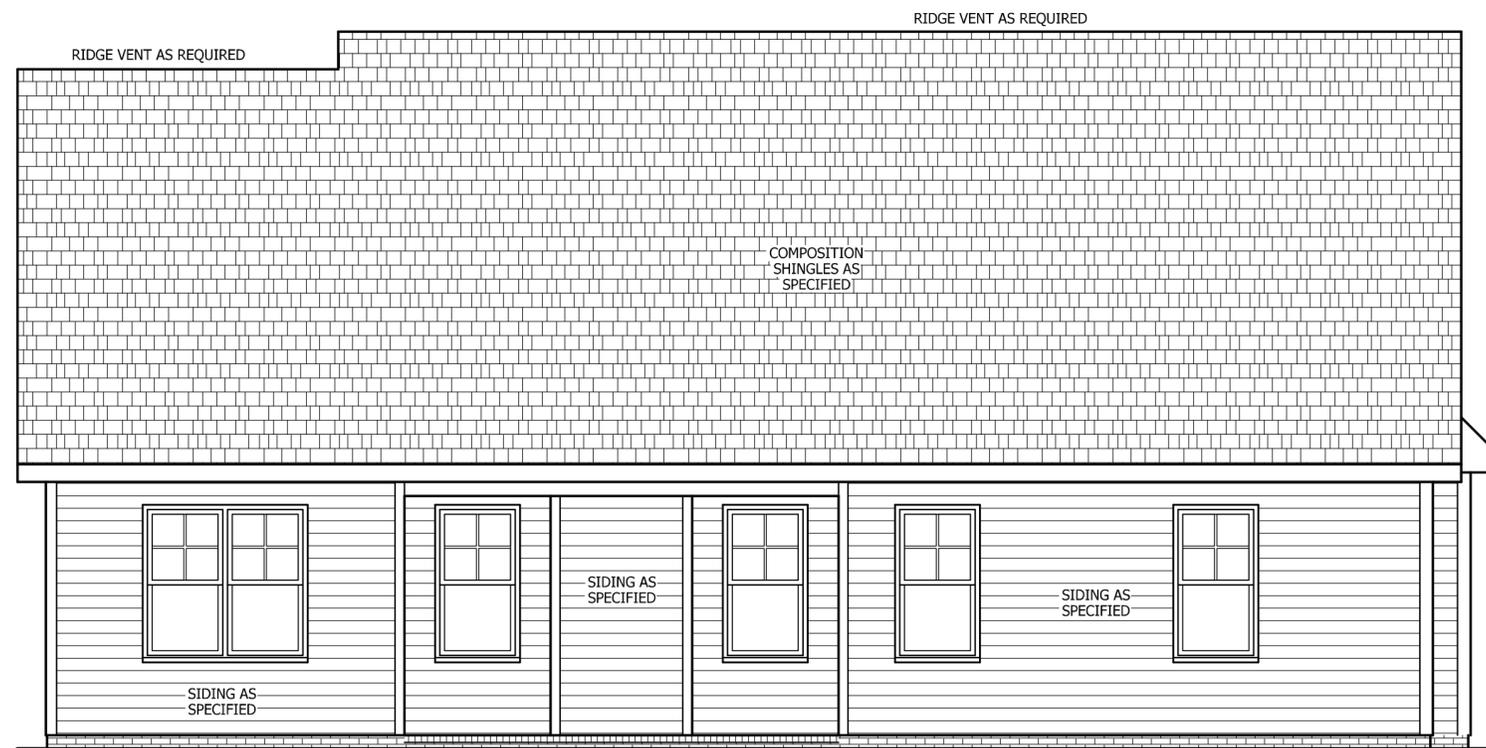 RIDGE VENT AS REQUIRED
RIDGE VENT AS REQUIRED
COMPOSITION
SHINGLES AS
SPECIFIED
SIDING AS
SPECIFIED
SIDING AS
SPECIFIED
SIDING AS
SPECIFIED